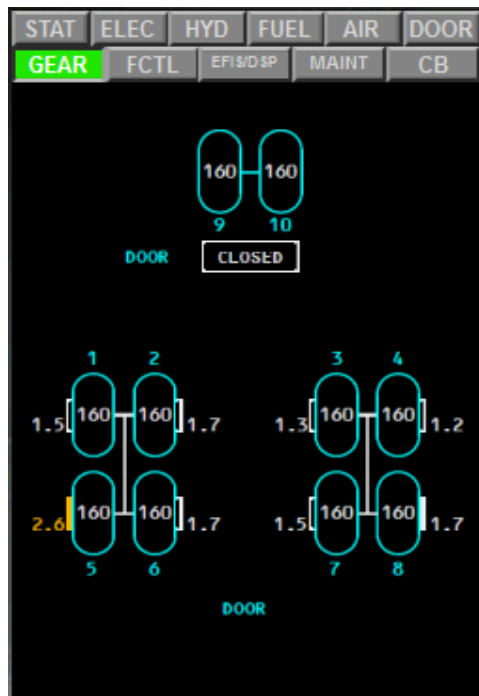 STAT ELEC HYD FUEL AIR DOOR
GEAR FCTL EFIS/DSP MAINT CB
160 160
9 10
DOOR CLOSED
1 2 3 4
1.5 160 160 1.7 1.3 160 160 1.2
2.6 160 160 1.7 1.5 160 160 1.7
5 6 7 8
DOOR